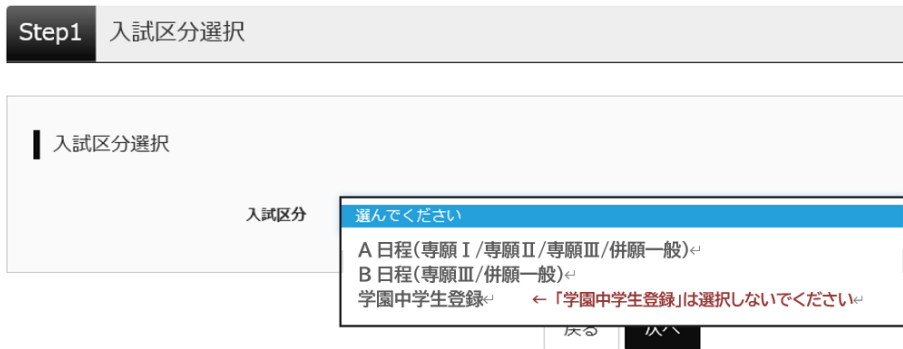 Step1 入試区分選択
入試区分選択
入試区分 選んでください
A 日程(専願Ⅰ/専願Ⅱ/専願Ⅲ/併願一般)↵
B 日程(専願Ⅲ/併願一般)↵
学園中学生登録↵ ←「学園中学生登録」は選択しないでください↵
戻る 次へ